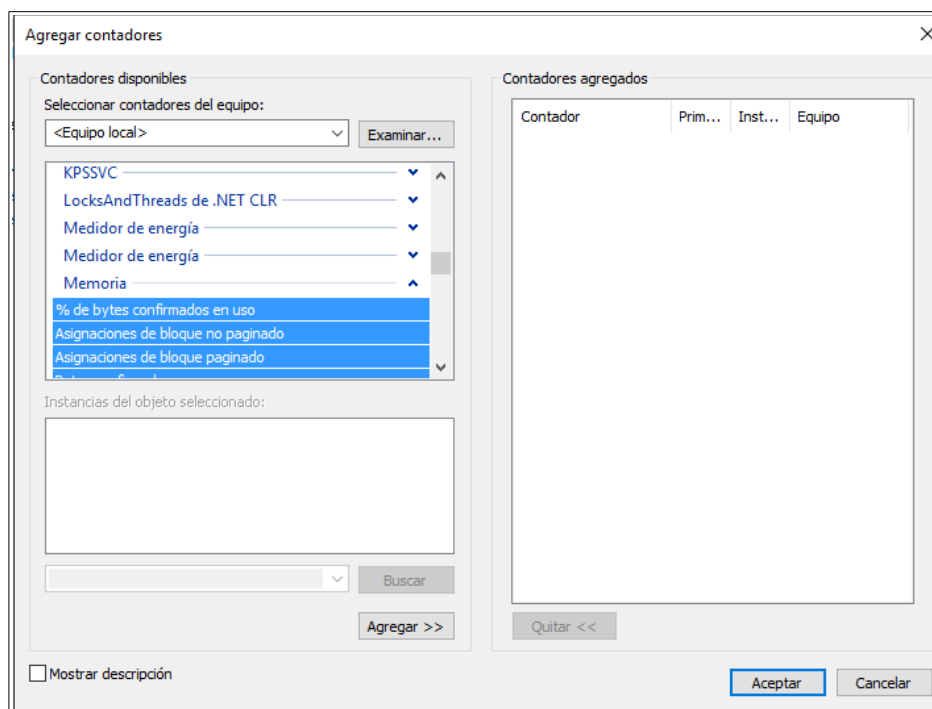 Agregar contadores
Contadores disponibles
Seleccionar contadores del equipo:
<Equipo local>
Examinar...
KPSSVC
LocksAndThreads de .NET CLR
Medidor de energía
Medidor de energía
Memoria
% de bytes confirmados en uso
Asignaciones de bloque no paginado
Asignaciones de bloque paginado
Instancias del objeto seleccionado:
Buscar
Agregar >>
Mostrar descripción
Contadores agregados
Contador Prim... Inst... Equipo
Quitar <<
Aceptar Cancelar